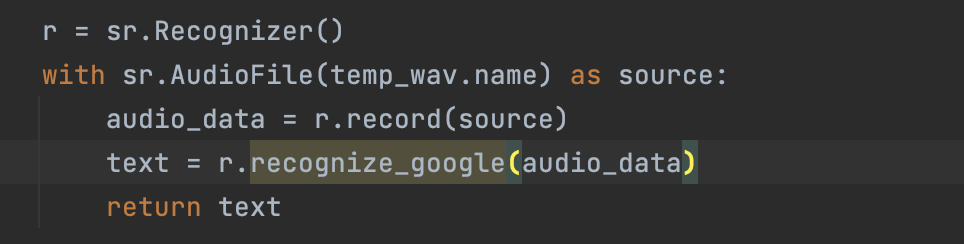 r = sr.Recognizer()
with sr.AudioFile(temp_wav.name) as source:
    audio_data = r.record(source)
    text = r.recognize_google(audio_data)
    return text